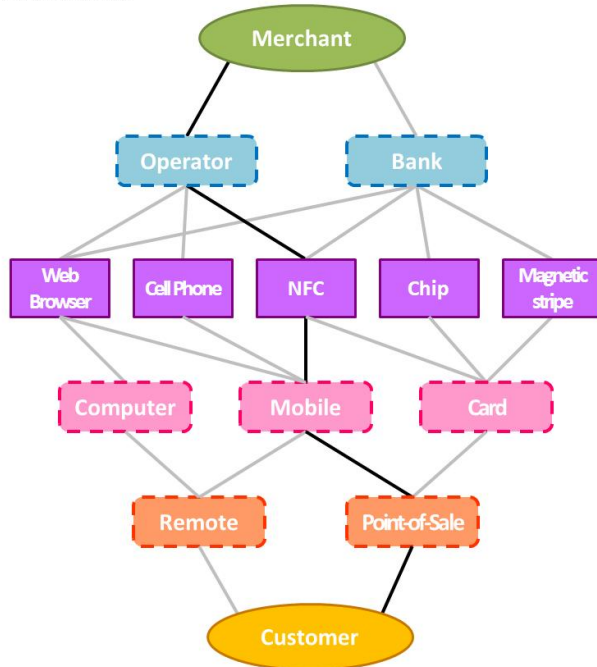 Merchant
Operator
Bank
Web
Browser
Cell Phone
NFC
Chip
Magnetic
stripe
Computer
Mobile
Card
Remote
Point-of-Sale
Customer